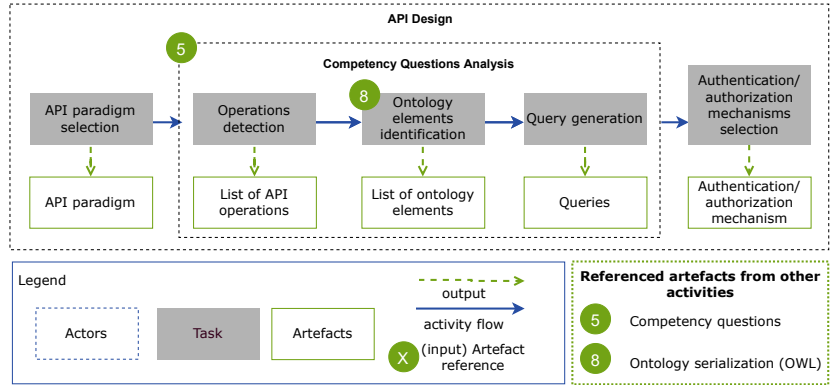 API Design
5
Competency Questions Analysis
API paradigm
selection
Operations
detection
8
Ontology
elements
identification
Query generation
Authentication/
authorization
mechanisms
selection
API paradigm
List of API
operations
List of ontology
elements
Queries
Authentication/
authorization
mechanism
Legend
Actors
Task
Artefacts
output
activity flow
X
(input) Artefact
reference
Referenced artefacts from other
activities
5
Competency questions
8
Ontology serialization (OWL)